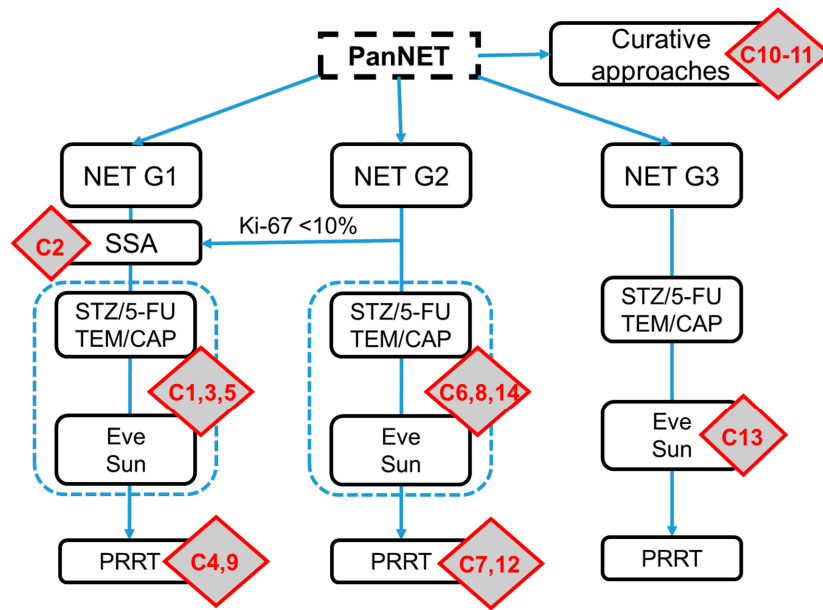 PanNET
Curative
approaches
C10-11
NET G1
NET G2
NET G3
C2
SSA
Ki-67 <10%
STZ/5-FU
TEM/CAP
STZ/5-FU
TEM/CAP
STZ/5-FU
TEM/CAP
C1,3,5
C6,8,14
Eve
Sun
Eve
Sun
Eve
Sun
C13
PRRT
C4,9
PRRT
C7,12
PRRT